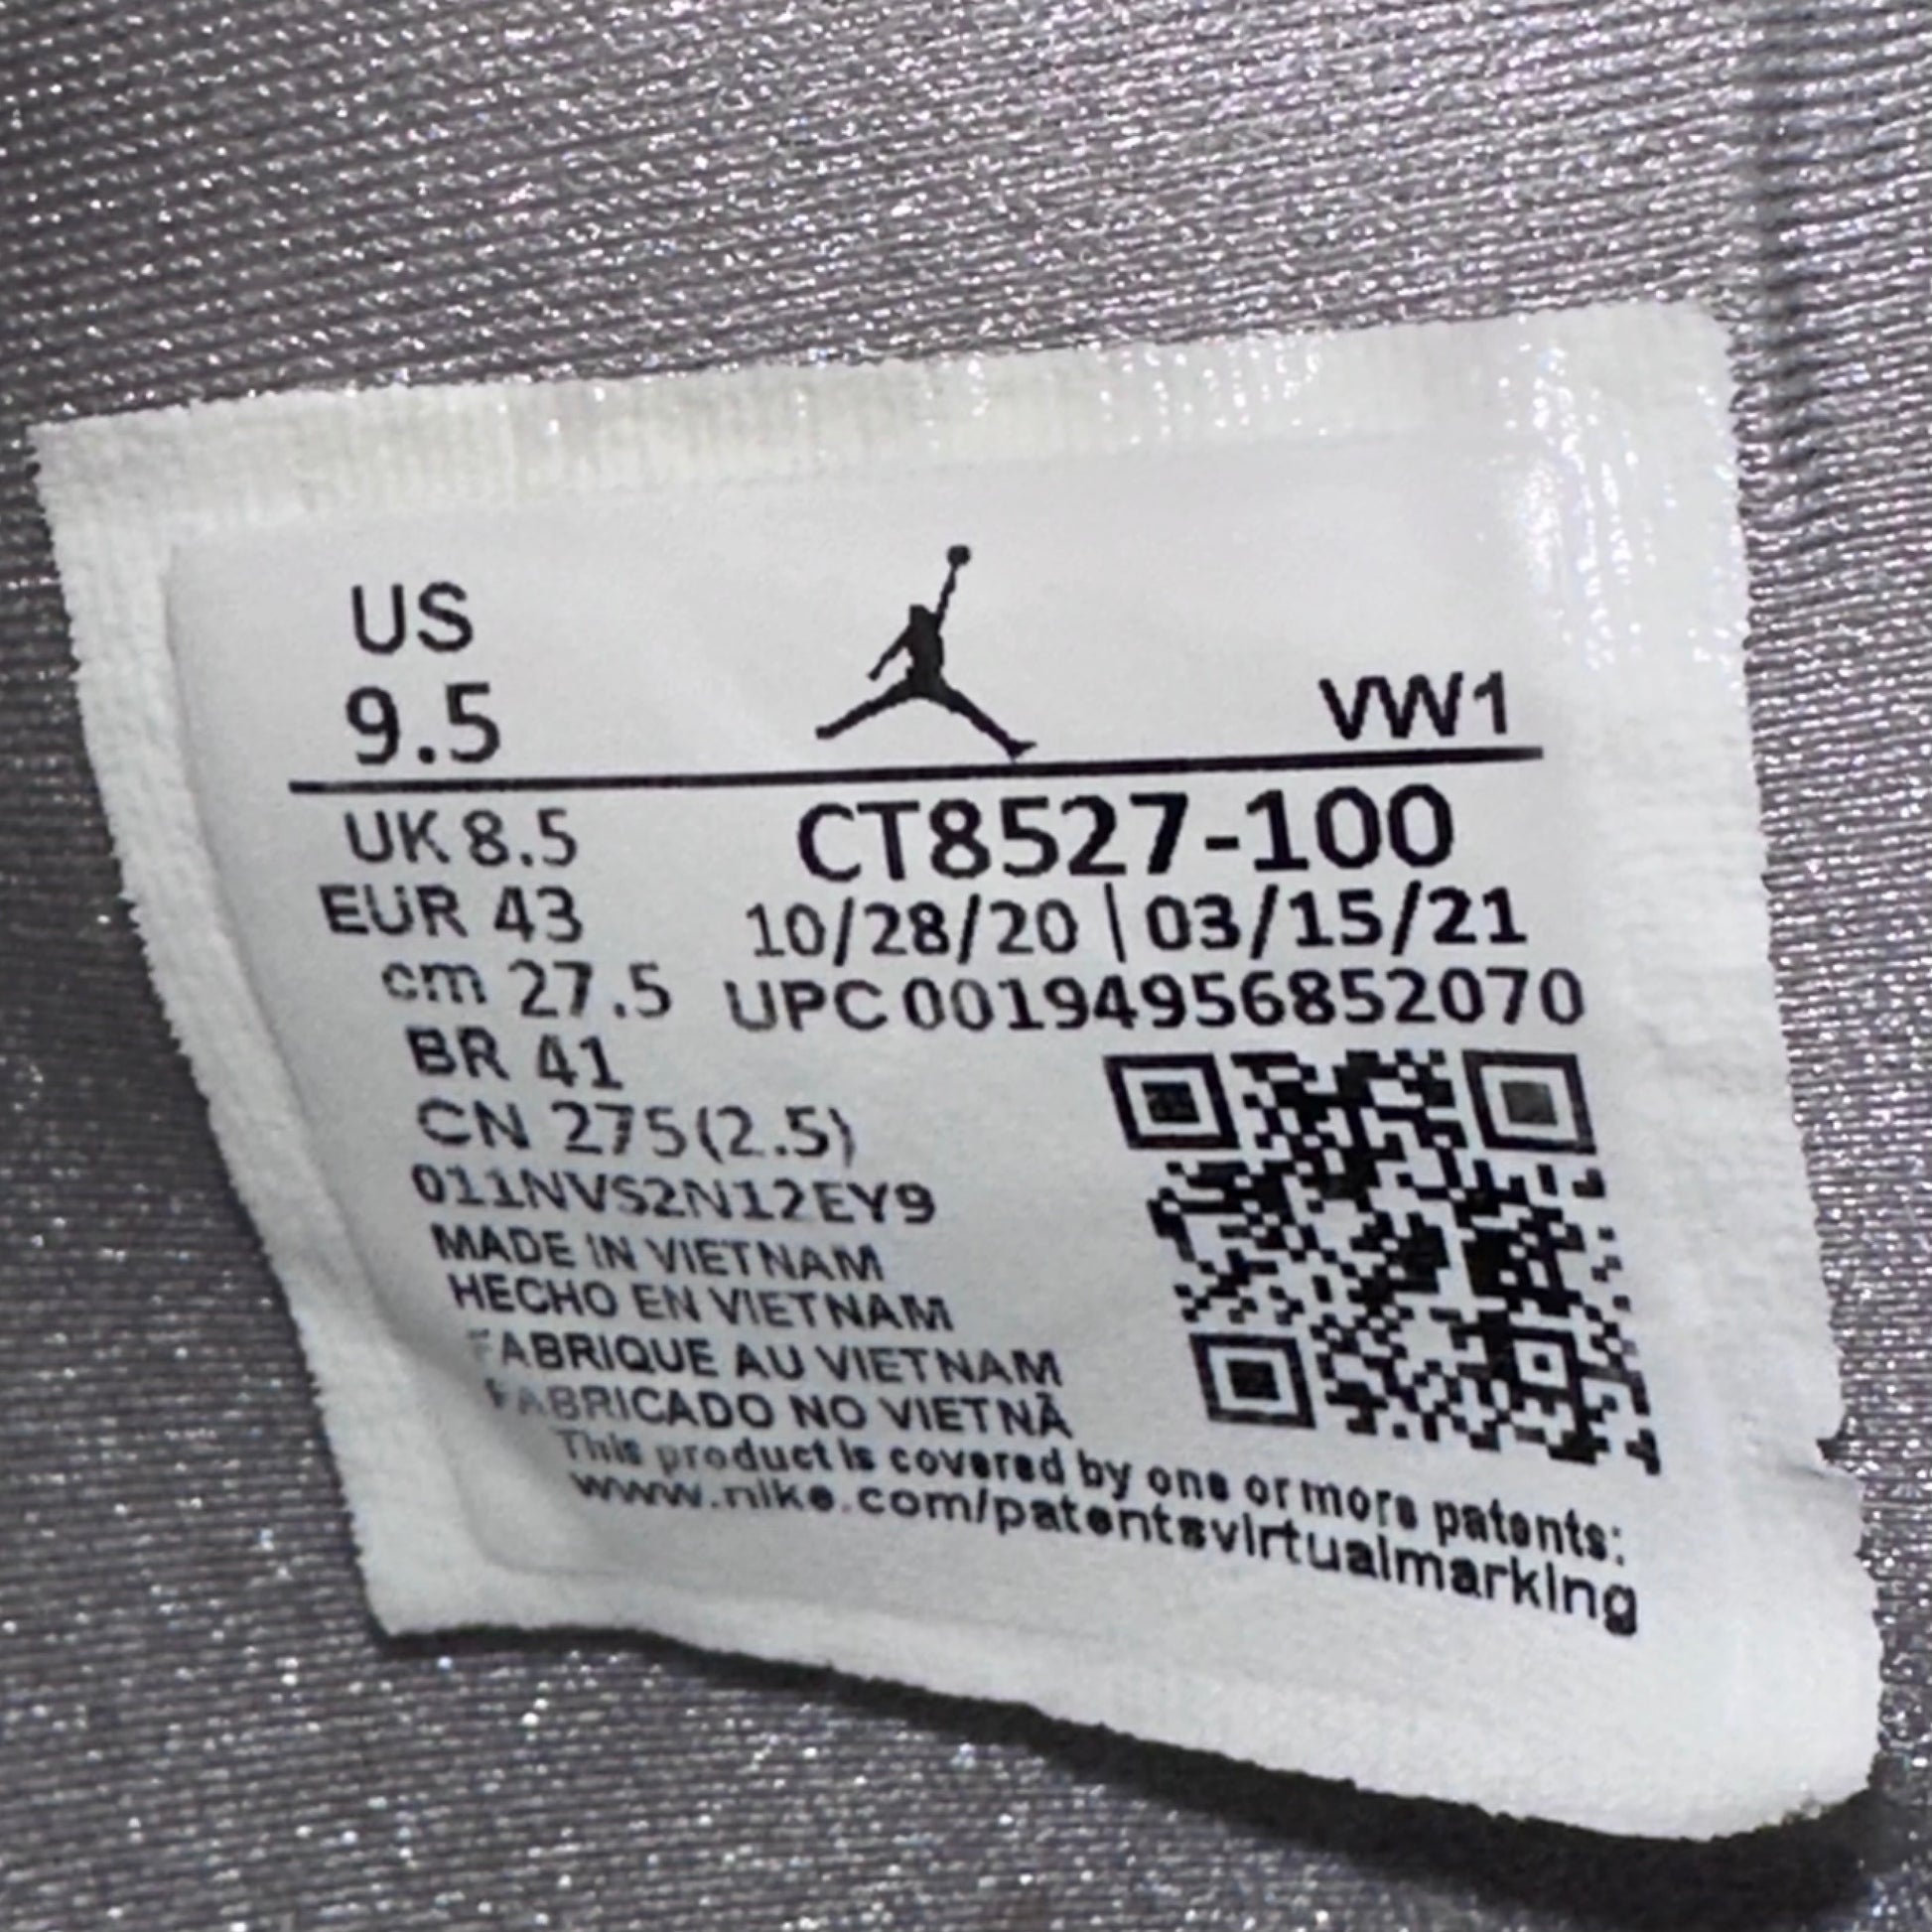 US
9.5
VW1
UK 8.5
CT8527-100
EUR 43
10/28/20 | 03/15/21
cm 27.5
UPC 00194956852070
BR 41
CN 275(2.5)
011NVS2N12EY9
MADE IN VIETNAM
HECHO EN VIETNAM
FABRIQUE AU VIETNAM
FABRICADO NO VIETNÃ
This product is covered by one or more patents:
www.nike.com/patentsvirtualmarking